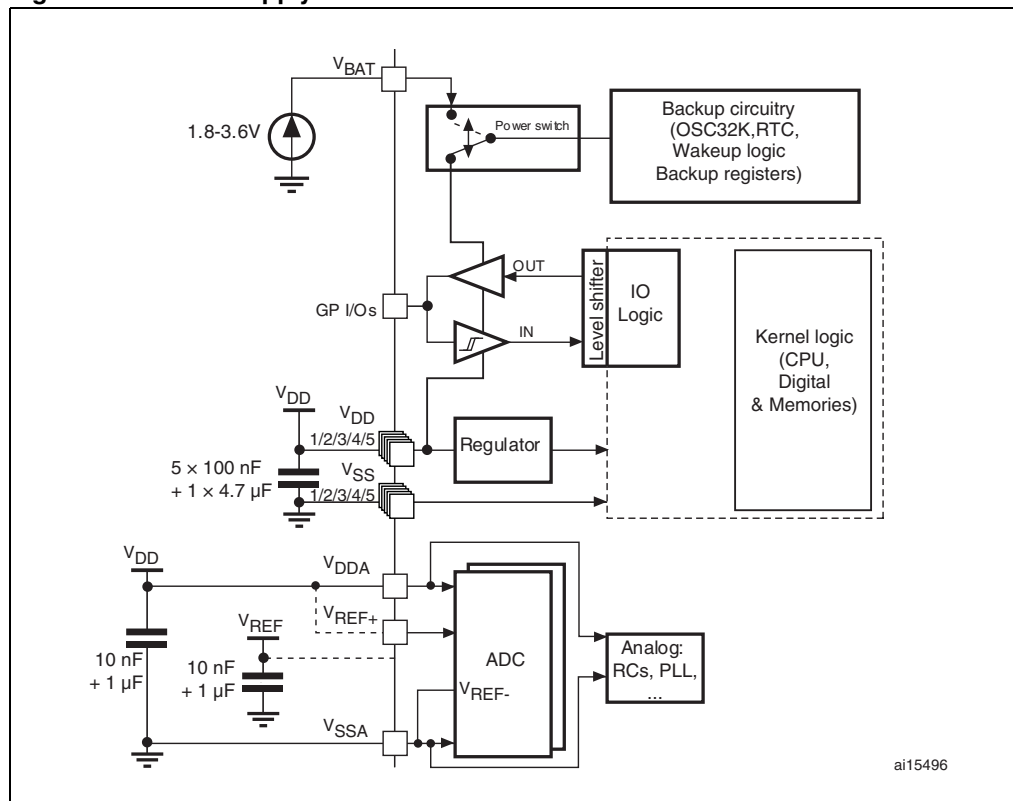 VBAT
1.8-3.6V
Power switch
Backup circuitry
(OSC32K,RTC,
Wakeup logic
Backup registers)
GP I/Os
OUT
IN
Level shifter
IO
Logic
Kernel logic
(CPU,
Digital
& Memories)
VDD
VDD
1/2/3/4/5
Regulator
5 × 100 nF
+ 1 × 4.7 µF
VSS
1/2/3/4/5
VDD
VDDA
VREF+
VREF
10 nF
+ 1 µF
10 nF
+ 1 µF
ADC
VREF-
Analog:
RCs, PLL,
...
VSSA
ai15496